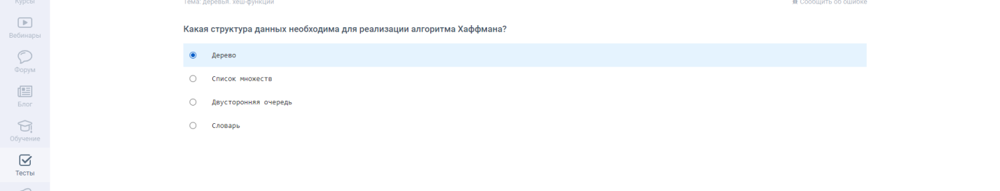 Курсы
Вебинары
Форум
Блог
Обучение
Тесты
Тема: деревья. хеш-функции
Сообщить об ошибке
Какая структура данных необходима для реализации алгоритма Хаффмана?
Дерево
Список множеств
Двусторонняя очередь
Словарь